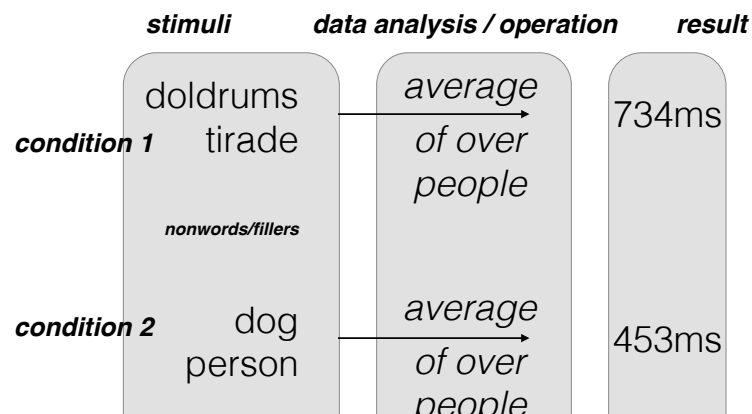 stimuli data analysis / operation result
condition 1
doldrums
tirade
average
of over
people
734ms
nonwords/fillers
condition 2
dog
person
average
of over
people
453ms